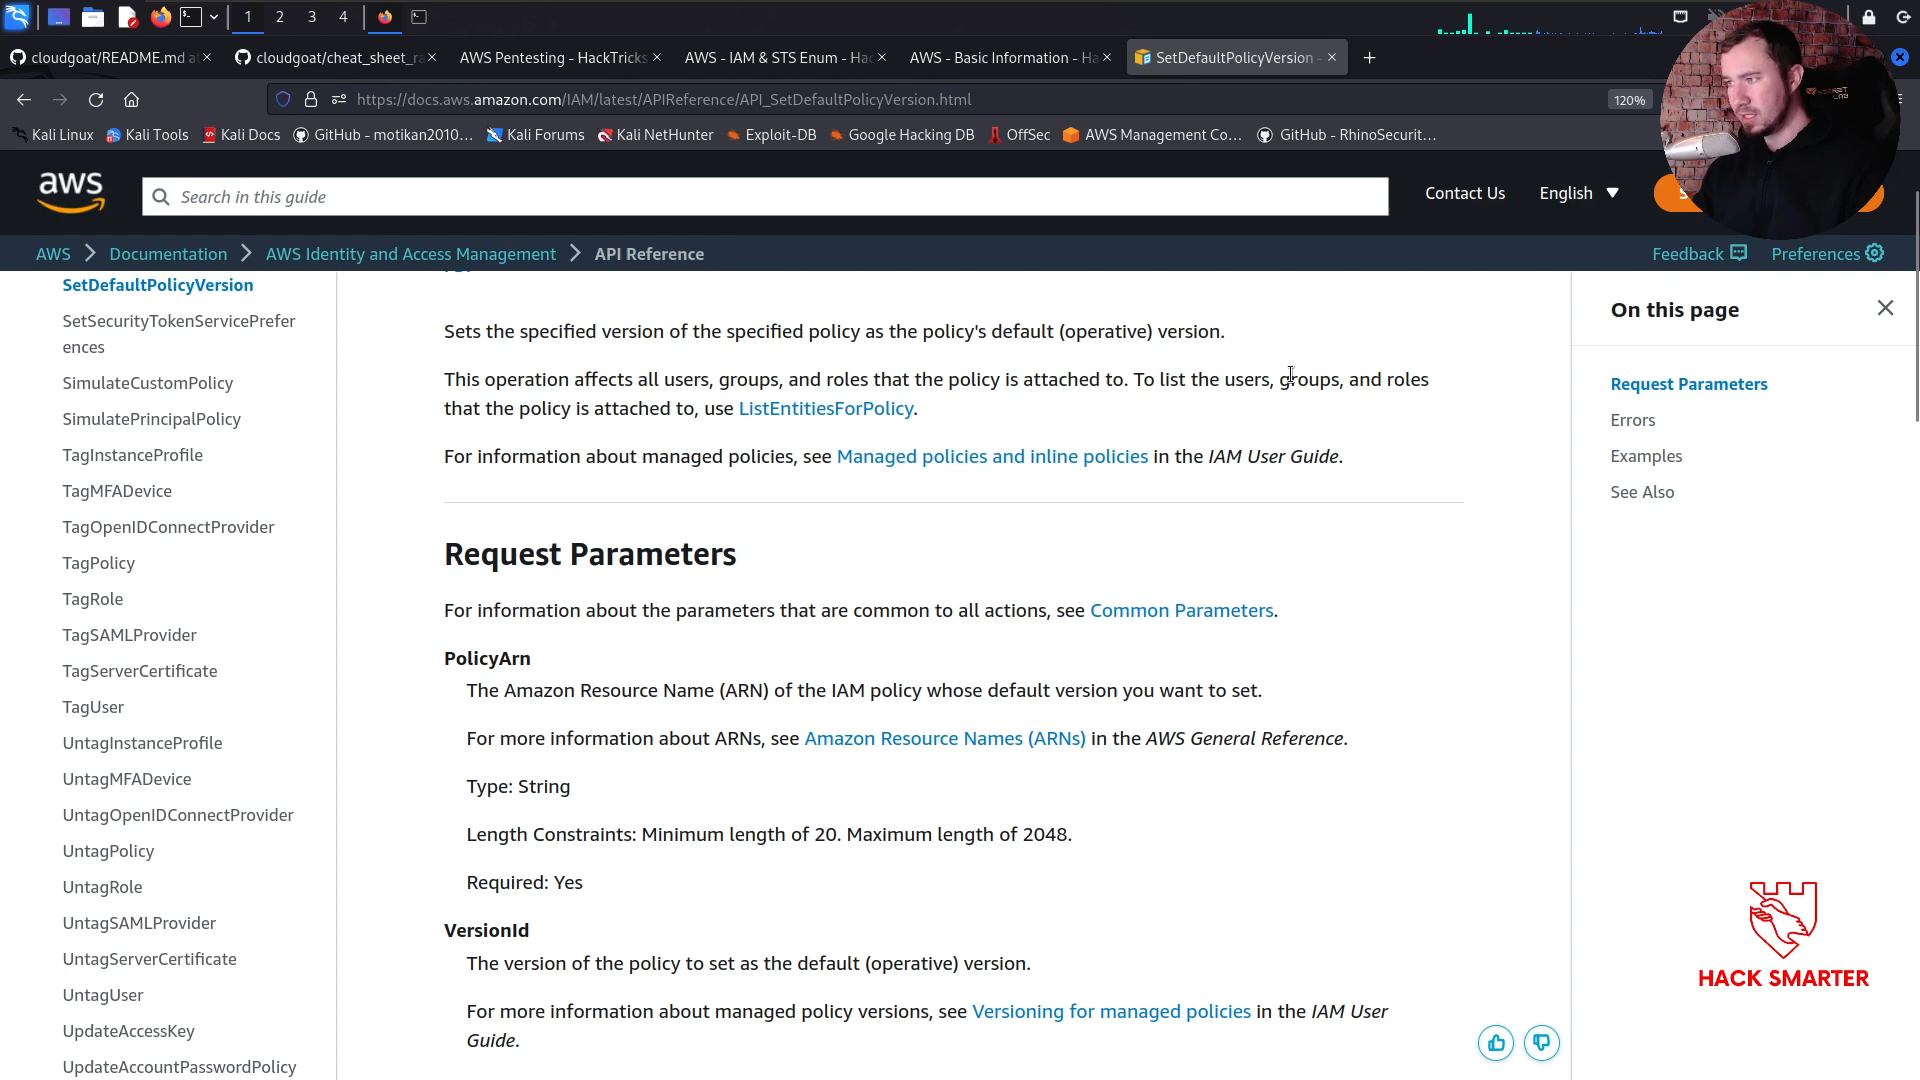 1 2 3 4
cloudgoat/README.md at
cloudgoat/cheat_sheet_ra
AWS Pentesting - HackTricks
AWS - IAM & STS Enum - Hac
AWS - Basic Information - Ha
SetDefaultPolicyVersion -
https://docs.aws.amazon.com/IAM/latest/APIReference/API_SetDefaultPolicyVersion.html
120%
Kali Linux
Kali Tools
Kali Docs
GitHub - motikan2010...
Kali Forums
Kali NetHunter
Exploit-DB
Google Hacking DB
OffSec
AWS Management Co...
GitHub - RhinoSecurit...
aws
Search in this guide
Contact Us
English
AWS > Documentation > AWS Identity and Access Management > API Reference
Feedback
Preferences
SetDefaultPolicyVersion
SetSecurityTokenServicePrefer
ences
SimulateCustomPolicy
SimulatePrincipalPolicy
TagInstanceProfile
TagMFADevice
TagOpenIDConnectProvider
TagPolicy
TagRole
TagSAMLProvider
TagServerCertificate
TagUser
UntagInstanceProfile
UntagMFADevice
UntagOpenIDConnectProvider
UntagPolicy
UntagRole
UntagSAMLProvider
UntagServerCertificate
UntagUser
UpdateAccessKey
UpdateAccountPasswordPolicy
Sets the specified version of the specified policy as the policy's default (operative) version.
This operation affects all users, groups, and roles that the policy is attached to. To list the users, groups, and roles
that the policy is attached to, use ListEntitiesForPolicy.
For information about managed policies, see Managed policies and inline policies in the IAM User Guide.
Request Parameters
For information about the parameters that are common to all actions, see Common Parameters.
PolicyArn
The Amazon Resource Name (ARN) of the IAM policy whose default version you want to set.
For more information about ARNs, see Amazon Resource Names (ARNs) in the AWS General Reference.
Type: String
Length Constraints: Minimum length of 20. Maximum length of 2048.
Required: Yes
VersionId
The version of the policy to set as the default (operative) version.
For more information about managed policy versions, see Versioning for managed policies in the IAM User
Guide.
On this page
Request Parameters
Errors
Examples
See Also
HACK SMARTER